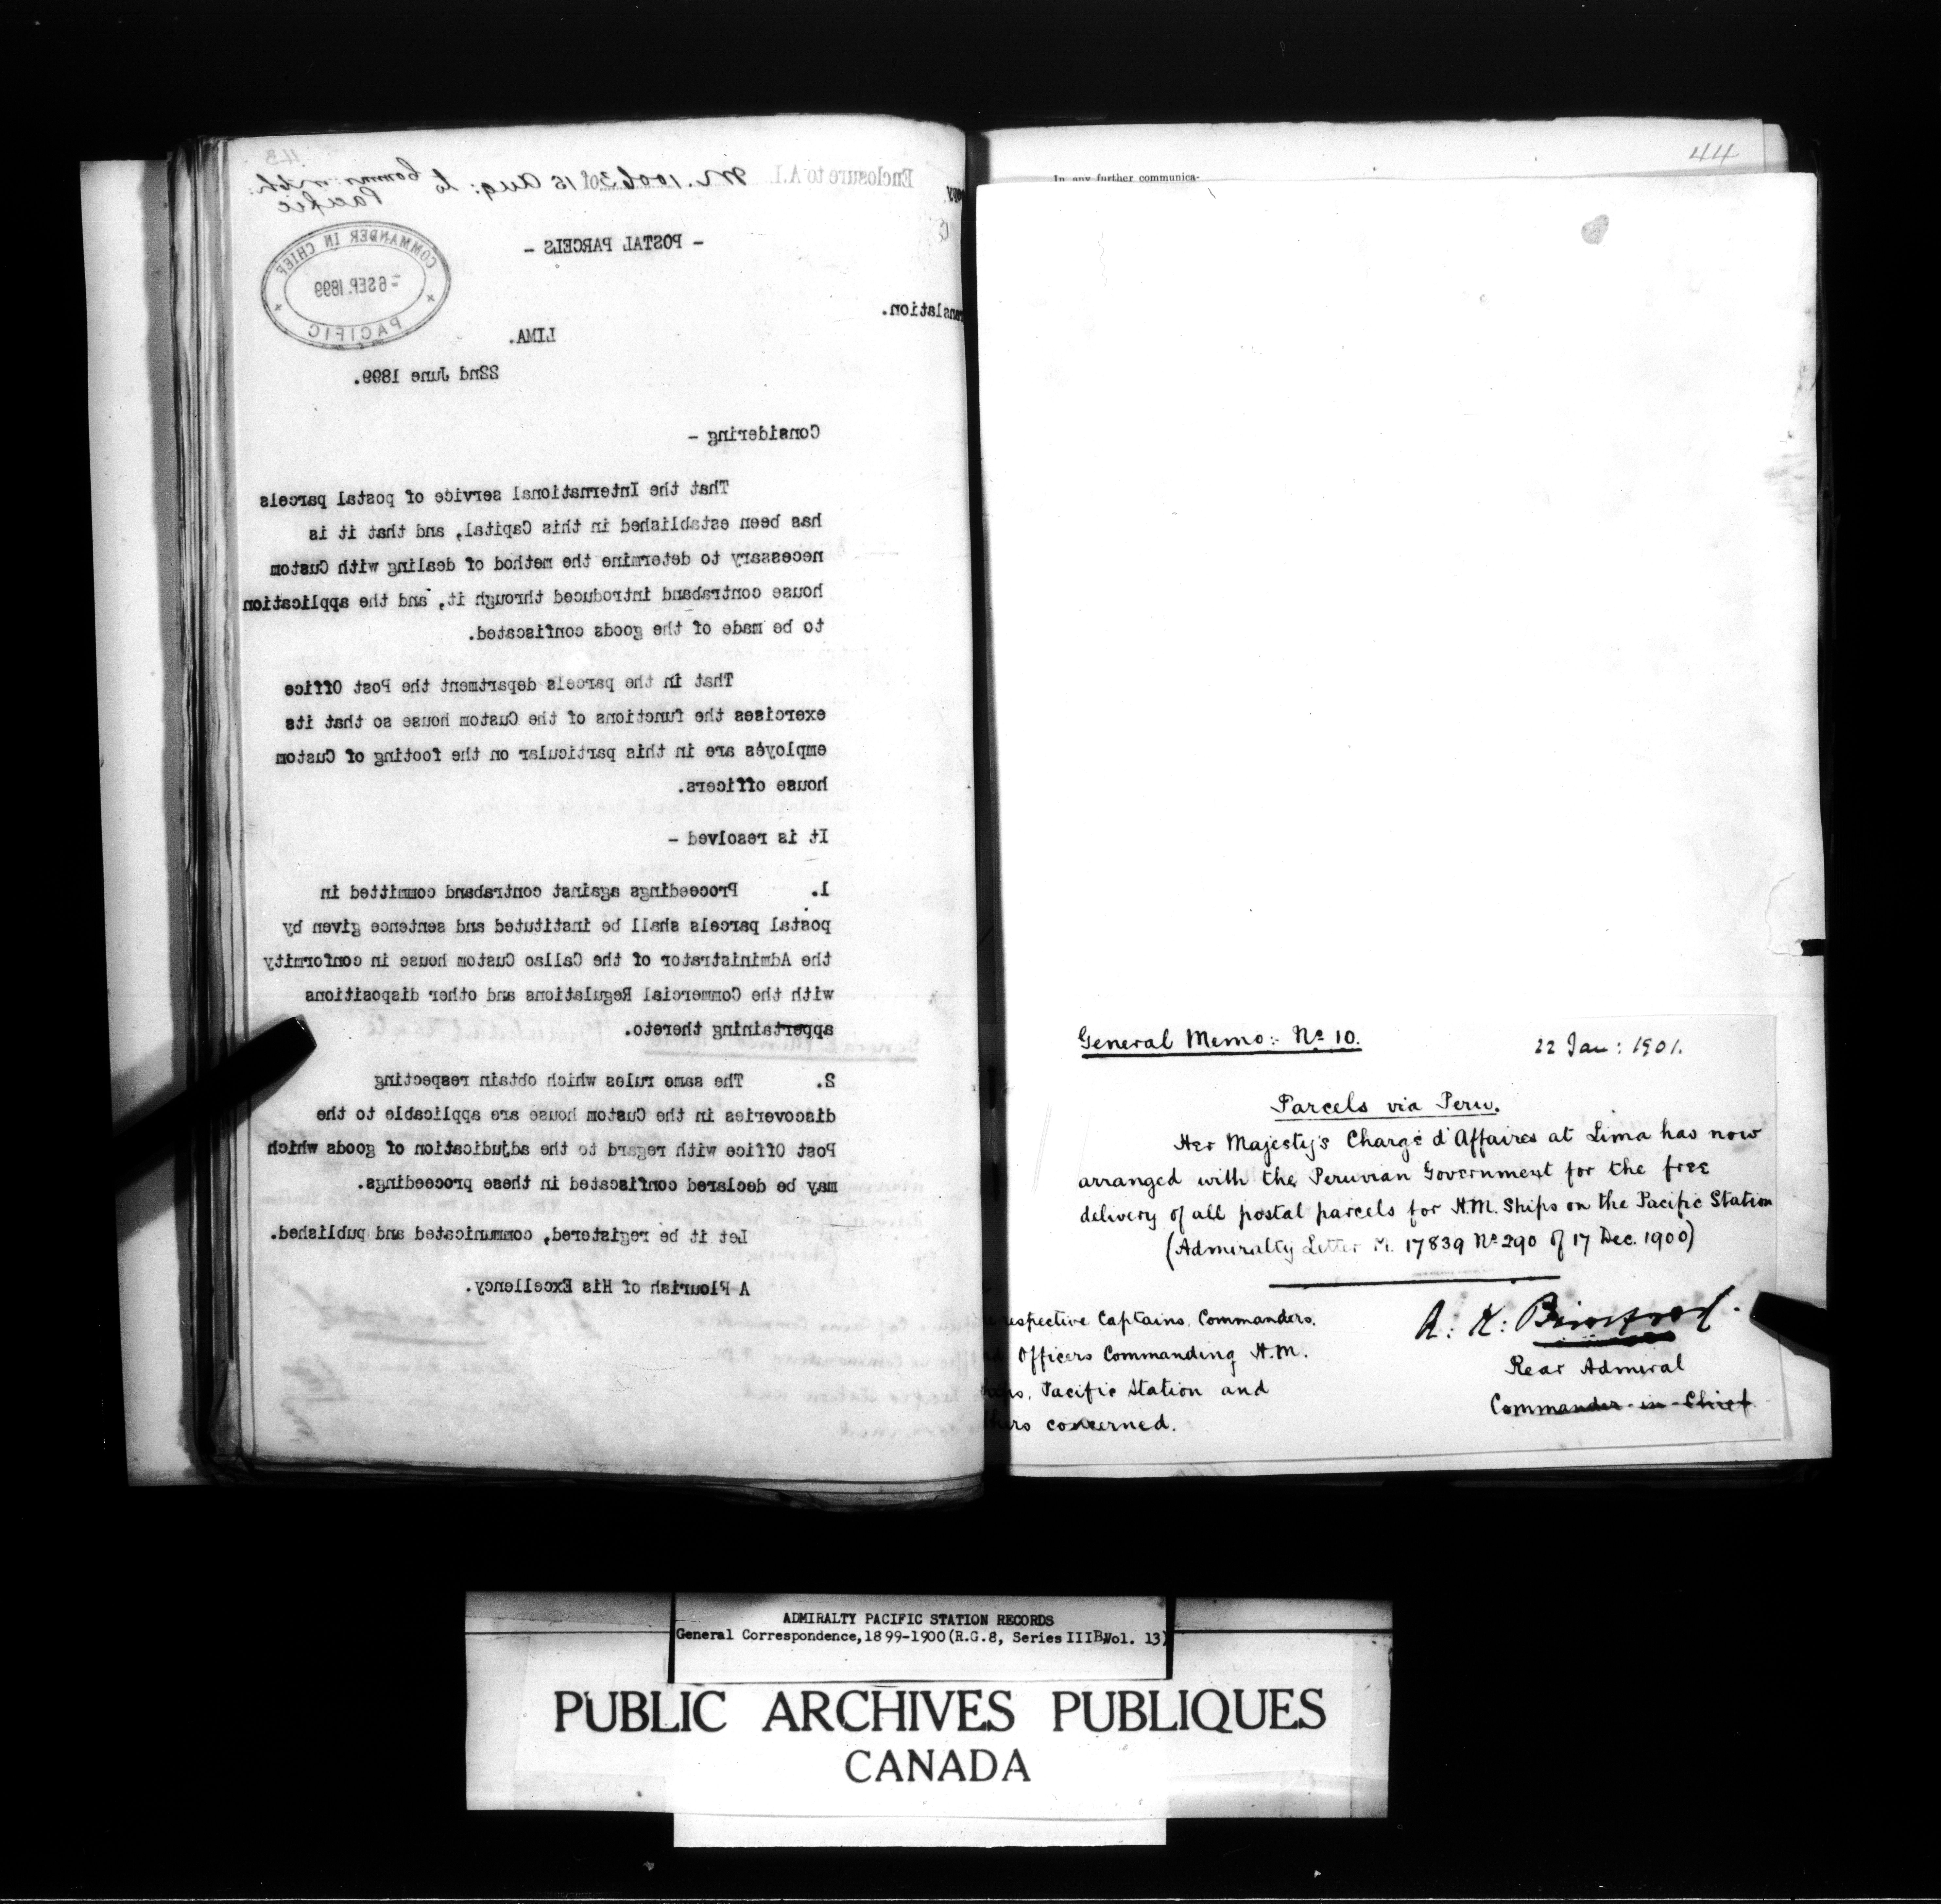 43
Enclosure to A.L. M.10063 of 15 Aug: to Comm
Pacific
COMMANDER IN CHIEF
6 SEP. 1899
PACIFIC
- POSTAL PARCELS -
nslation.
LIMA.
22nd June 1899.
Considering -
That the International service of postal parcels
has been established in this Capital, and that it is
necessary to determine the method of dealing with Custom
house contraband introduced through it, and the application
to be made of the goods confiscated.
That in the parcels department the Post Office
exercises the functions of the Custom house so that its
employés are in this particular on the footing of Custom
house officers.
It is resolved -
1. Proceedings against contraband committed in
postal parcels shall be instituted and sentence given by
the Administrator of the Callao Custom house in conformity
with the Commercial Regulations and other dispositions
appertaining thereto.
2. The same rules which obtain respecting
discoveries in the Custom house are applicable to the
Post Office with regard to the adjudication of goods which
may be declared confiscated in these proceedings.
Let it be registered, communicated and published.
A Flourish of His Excellency.
44
In any further communica-
General Memo:- No 10.
22 Jan: 1901.
Parcels via Peru.
Her Majesty's Chargé d'Affaires at Lima has now
arranged with the Peruvian Government for the free
delivery of all postal parcels for H.M. Ships on the Pacific Station
(Admiralty Letter M. 17839 No 290 of 17 Dec. 1900)
A: K: Bickford.
Rear Admiral
Commander-in-Chief
respective Captains, Commanders,
d Officers Commanding H.M.
ips, Pacific Station and
hers concerned.
ADMIRALTY PACIFIC STATION RECORDS
General Correspondence, 1899-1900 (R.G.8, Series IIIB, Vol. 13)
PUBLIC ARCHIVES PUBLIQUES
CANADA